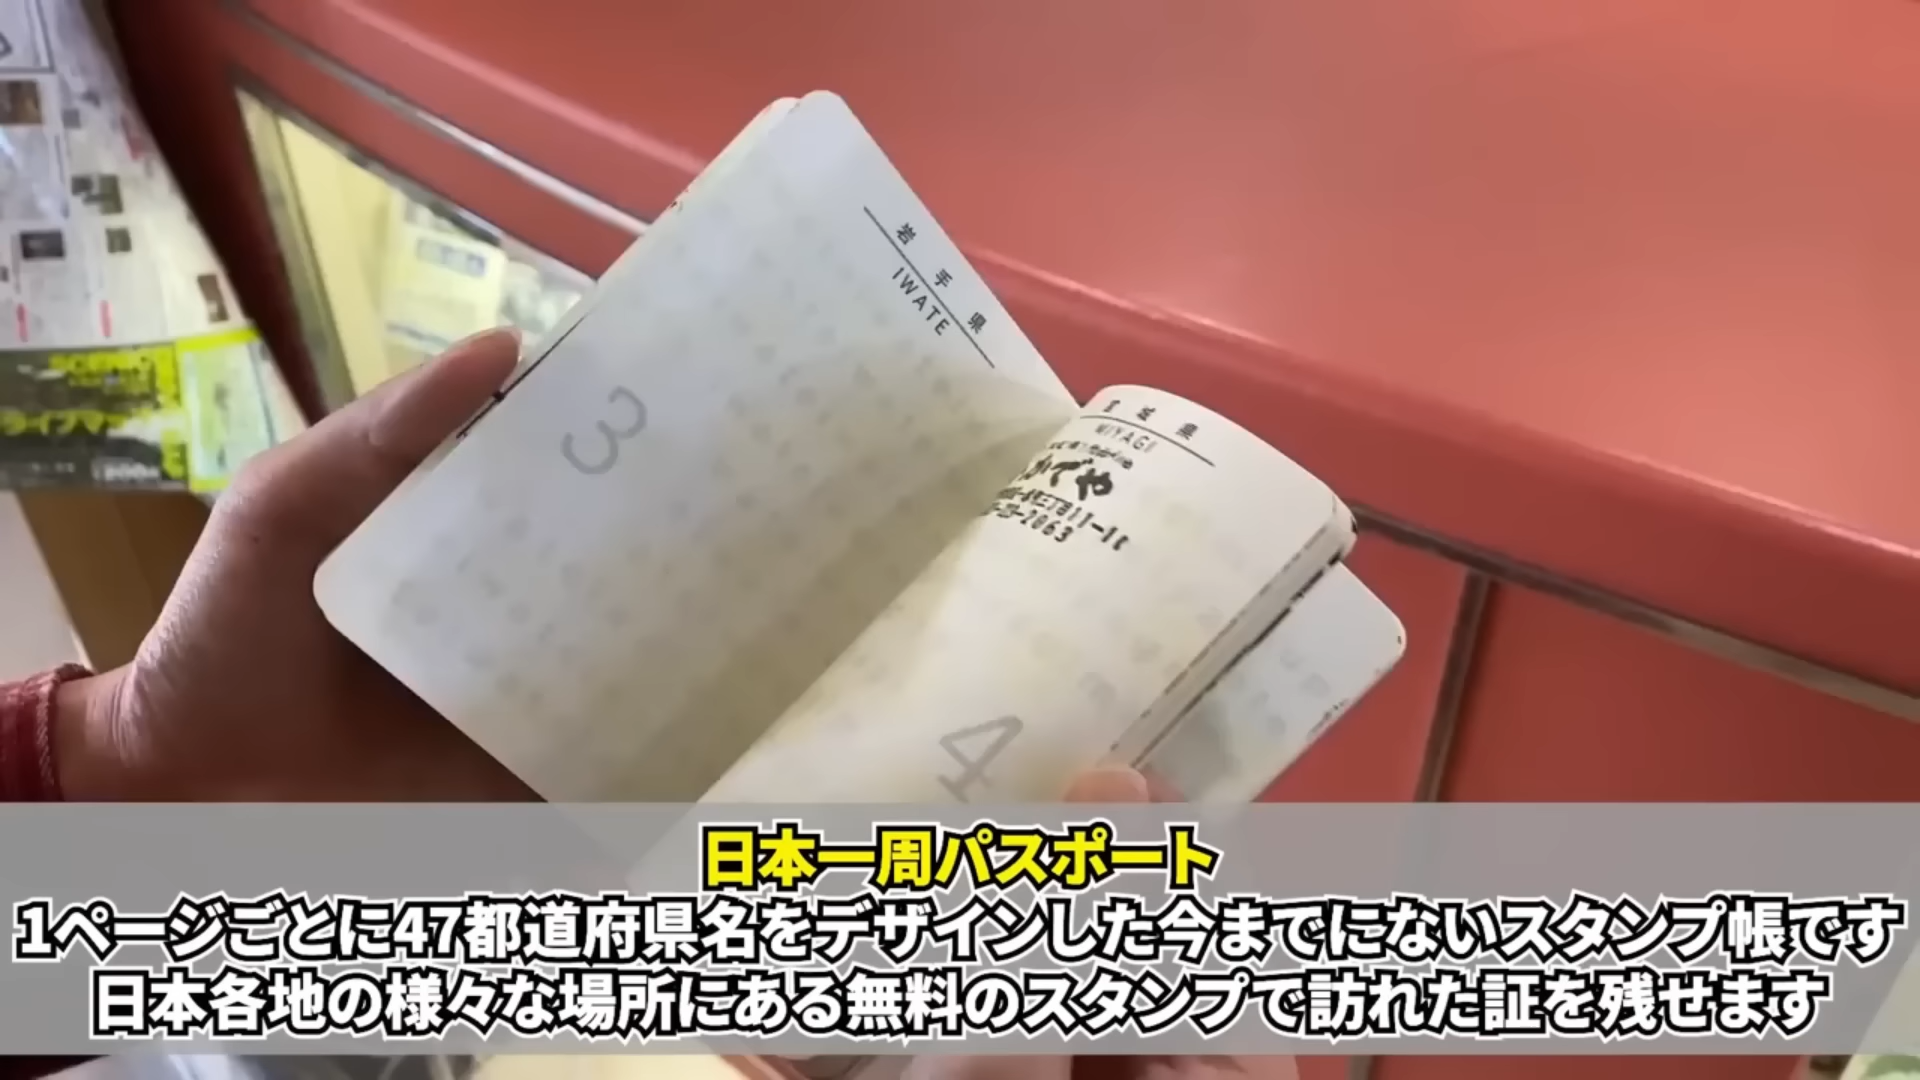 岩手県
IWATE
3
宮城県
MIYAGI
4
日本一周パスポート
1ページごとに47都道府県名をデザインした今までにないスタンプ帳です
日本各地の様々な場所にある無料のスタンプで訪れた証を残せます